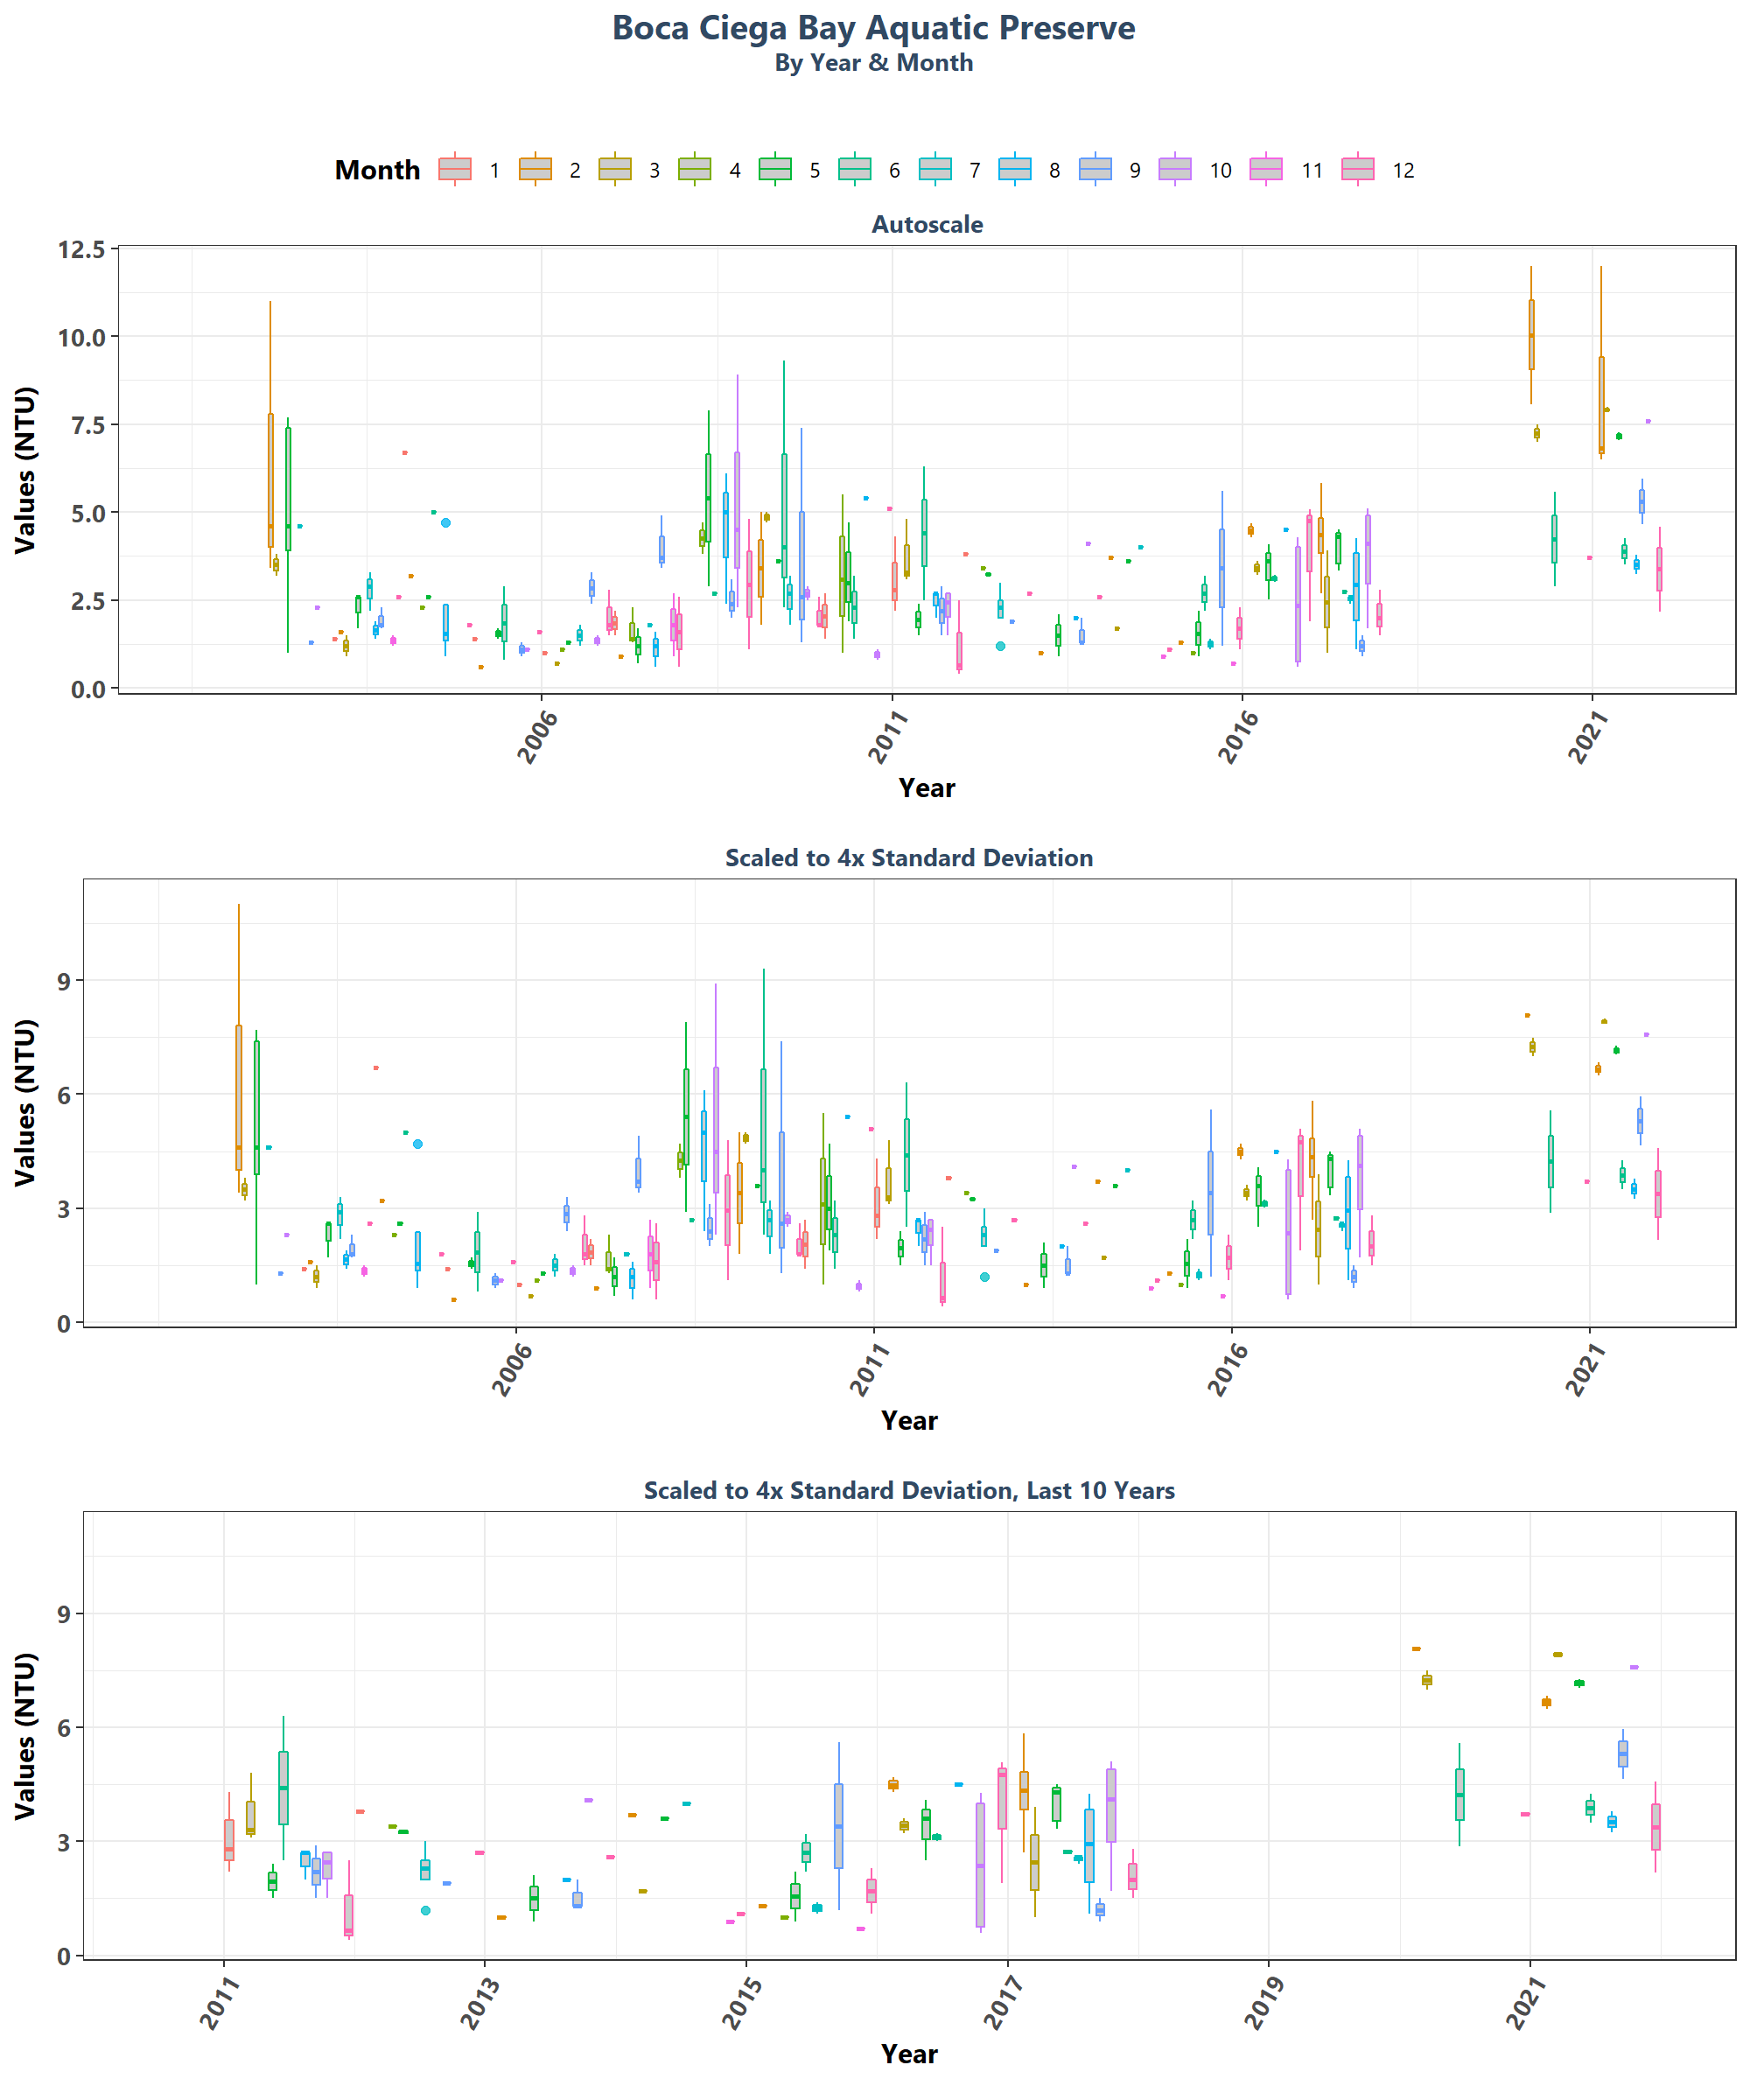 Boca Ciega Bay Aquatic Preserve
By Year & Month
Month 1 2 3 4 5 6 7 8 9 10 11 12
Autoscale
12.5
10.0
7.5
5.0
2.5
0.0
Values (NTU)
2006 2011 2016 2021
Year
Scaled to 4x Standard Deviation
9
6
3
0
Values (NTU)
2006 2011 2016 2021
Year
Scaled to 4x Standard Deviation, Last 10 Years
9
6
3
0
Values (NTU)
2011 2013 2015 2017 2019 2021
Year